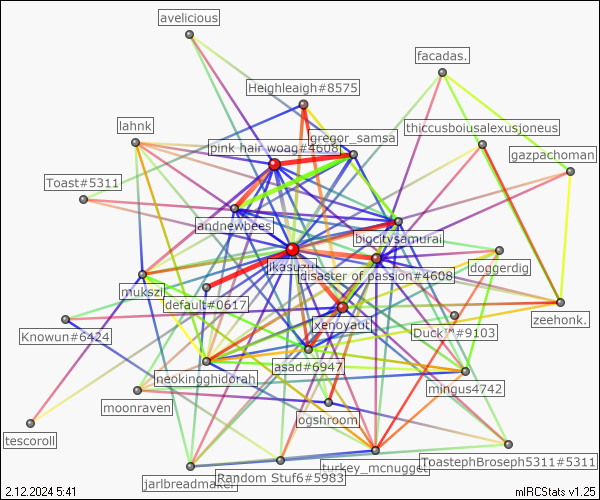 avelicious
facadas.
Heighleagh#8575
thiccusboiusalexusjoneus
lahnk
gregor_samsa
pink hair woag#4608
gazpachoman
Toast#5311
andnewbees
bigcitysamurai
jkasuzui
disaster of passion#4608
doggerdig
mukszi
default#0617
zeehonk.
xenoyaut
Duck™#9103
Knowun#6424
asad#6947
neokingghidorah
mingus4742
moonraven
ogshroom
tescoroll
ToastephBroseph5311#5311
turkey_mcnugget
Random Stuf6#5983
jarlbreadmaker
2.12.2024 5:41
mIRCStats v1.25